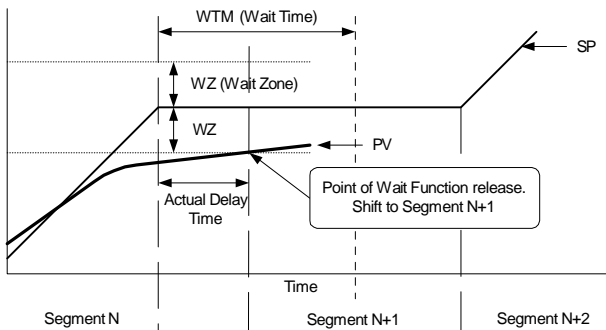 WTM (Wait Time)
SP
WZ (Wait Zone)
WZ
PV
Point of Wait Function release.
Shift to Segment N+1
Actual Delay
Time
Time
Segment N
Segment N+1
Segment N+2